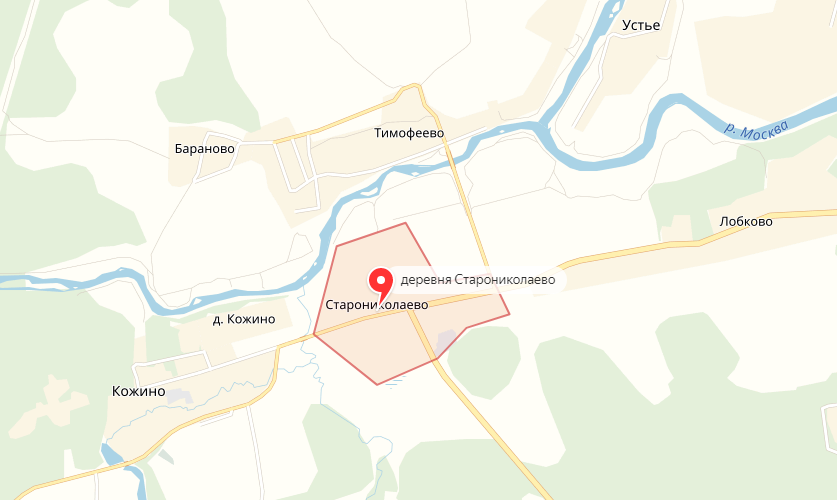 Устье
р. Москва
Тимофеево
Бараново
Лобково
деревня Старониколаево
Старониколаево
д. Кожино
Кожино